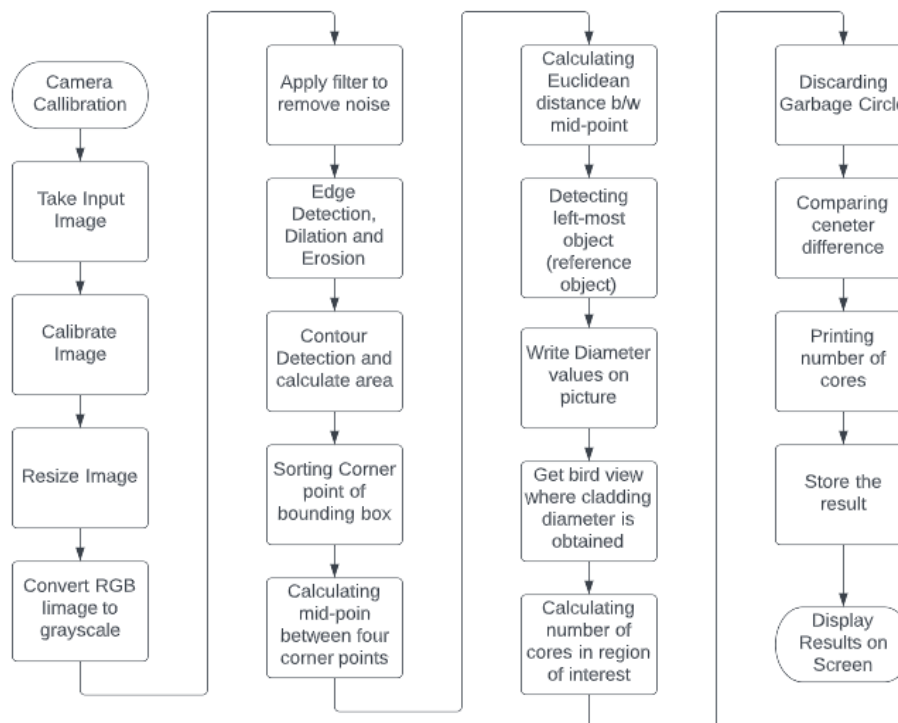 Camera
Callibration
Take Input
Image
Calibrate
Image
Resize Image
Convert RGB
Iimage to
grayscale
Apply filter to
remove noise
Edge
Detection,
Dilation and
Erosion
Contour
Detection and
calculate area
Sorting Corner
point of
bounding box
Calculating
mid-poin
between four
corner points
Calculating
Euclidean
distance b/w
mid-point
Detecting
left-most
object
(reference
object)
Write Diameter
values on
picture
Get bird view
where cladding
diameter is
obtained
Calculating
number of
cores in region
of interest
Discarding
Garbage Circle
Comparing
ceneter
difference
Printing
number of
cores
Store the
result
Display
Results on
Screen